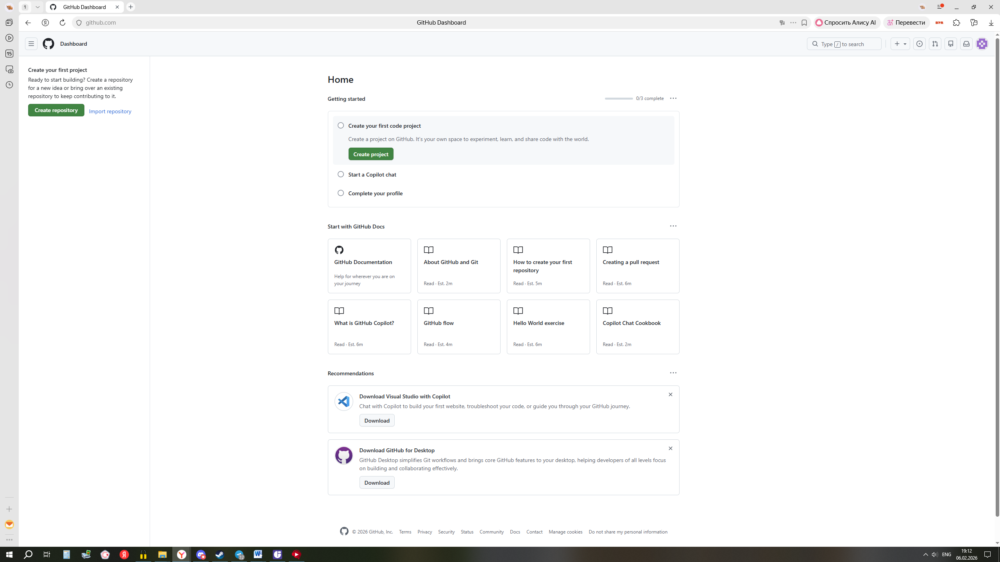 1
GitHub Dashboard
github.com
GitHub Dashboard
Спросить Алису AI
Перевести
BTR
15
Dashboard
Type / to search
Create your first project
Ready to start building? Create a repository
for a new idea or bring over an existing
repository to keep contributing to it.
Create repository
Import repository
Home
Getting started
0/3 complete
Create your first code project
Create a project on GitHub. It's your own space to experiment, learn, and share code with the world.
Create project
Start a Copilot chat
Complete your profile
Start with GitHub Docs
GitHub Documentation
Help for wherever you are on
your journey
About GitHub and Git
Read · Est. 2m
How to create your first
repository
Read · Est. 5m
Creating a pull request
Read · Est. 6m
What is GitHub Copilot?
Read · Est. 6m
GitHub flow
Read · Est. 4m
Hello World exercise
Read · Est. 6m
Copilot Chat Cookbook
Read · Est. 2m
Recommendations
Download Visual Studio with Copilot
Chat with Copilot to build your first website, troubleshoot your code, or guide you through your GitHub journey.
Download
Download GitHub for Desktop
GitHub Desktop simplifies Git workflows and brings core GitHub features to your desktop, helping developers of all levels focus
on building and collaborating effectively.
Download
© 2026 GitHub, Inc.
Terms
Privacy
Security
Status
Community
Docs
Contact
Manage cookies
Do not share my personal information
32
ENG
19:12
06.02.2026